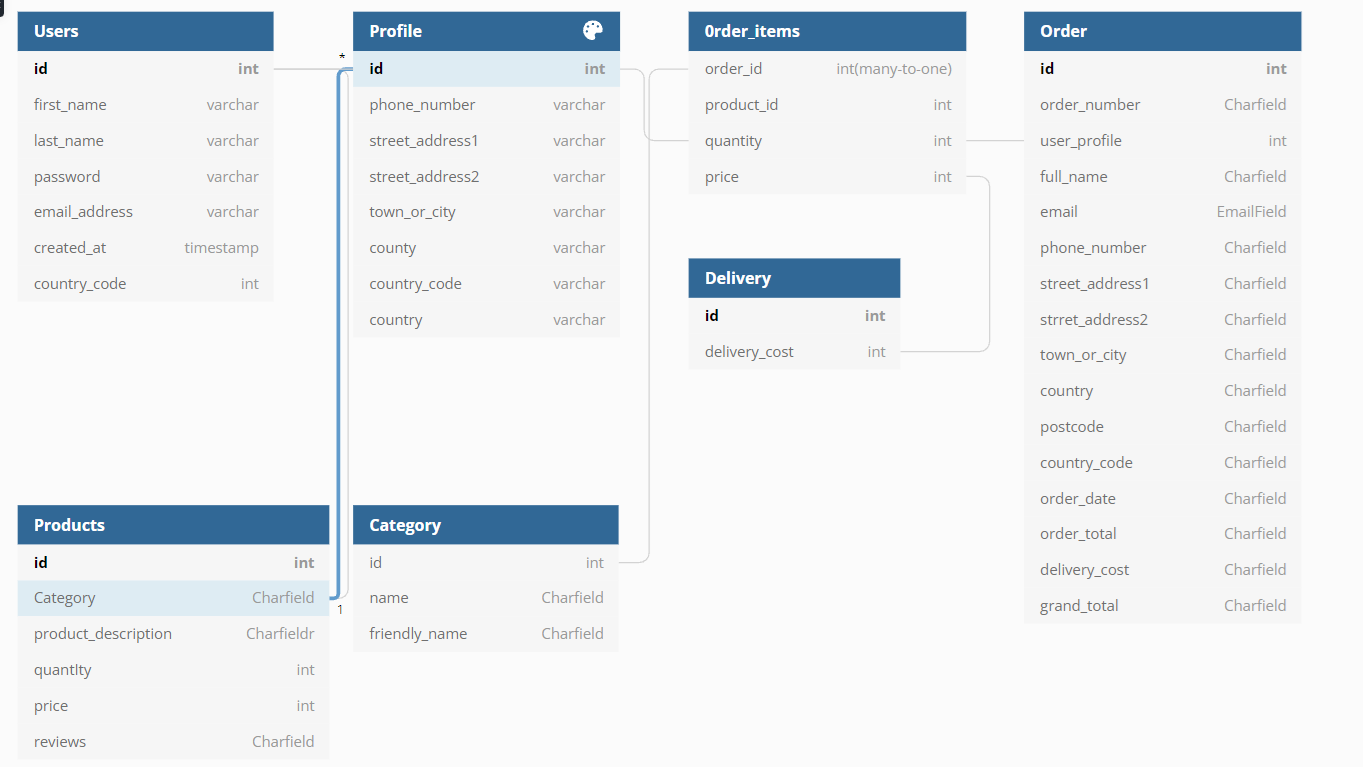 Users
id int
first_name varchar
last_name varchar
password varchar
email_address varchar
created_at timestamp
country_code int
*
Profile
id int
phone_number varchar
street_address1 varchar
street_address2 varchar
town_or_city varchar
county varchar
country_code varchar
country varchar
0rder_items
order_id int(many-to-one)
product_id int
quantity int
price int
Delivery
id int
delivery_cost int
Order
id int
order_number Charfield
user_profile int
full_name Charfield
email EmailField
phone_number Charfield
street_address1 Charfield
strret_address2 Charfield
town_or_city Charfield
country Charfield
postcode Charfield
country_code Charfield
order_date Charfield
order_total Charfield
delivery_cost Charfield
grand_total Charfield
Products
id int
Category Charfield
1
product_description Charfieldr
quantIty int
price int
reviews Charfield
Category
id int
name Charfield
friendly_name Charfield